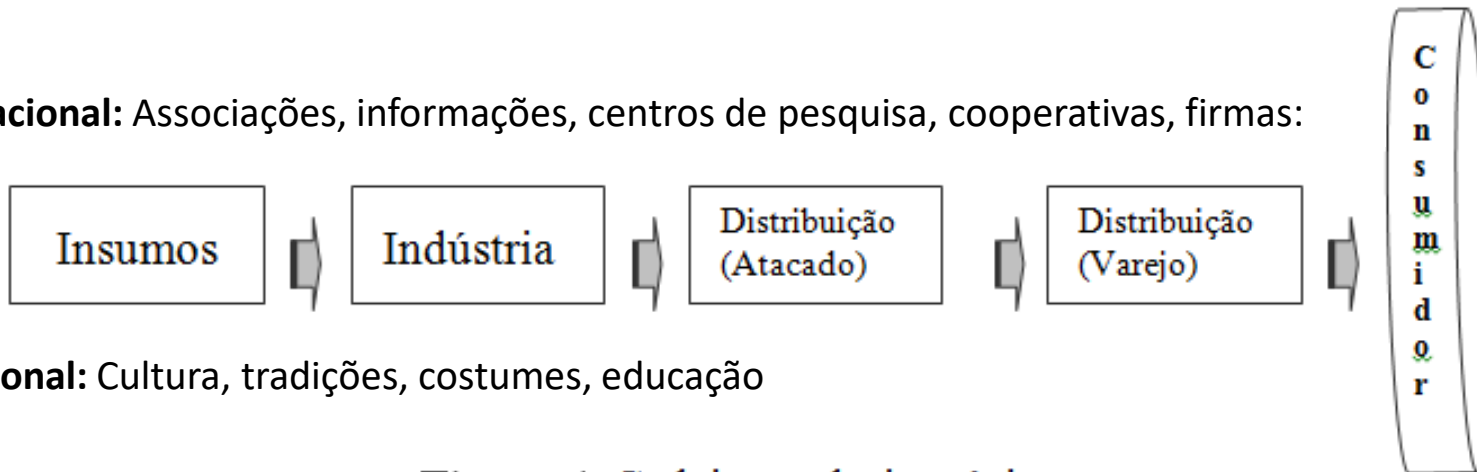 acional: Associações, informações, centros de pesquisa, cooperativas, firmas:
Insumos
Indústria
Distribuição
(Atacado)
Distribuição
(Varejo)
Consumidor
onal: Cultura, tradições, costumes, educação